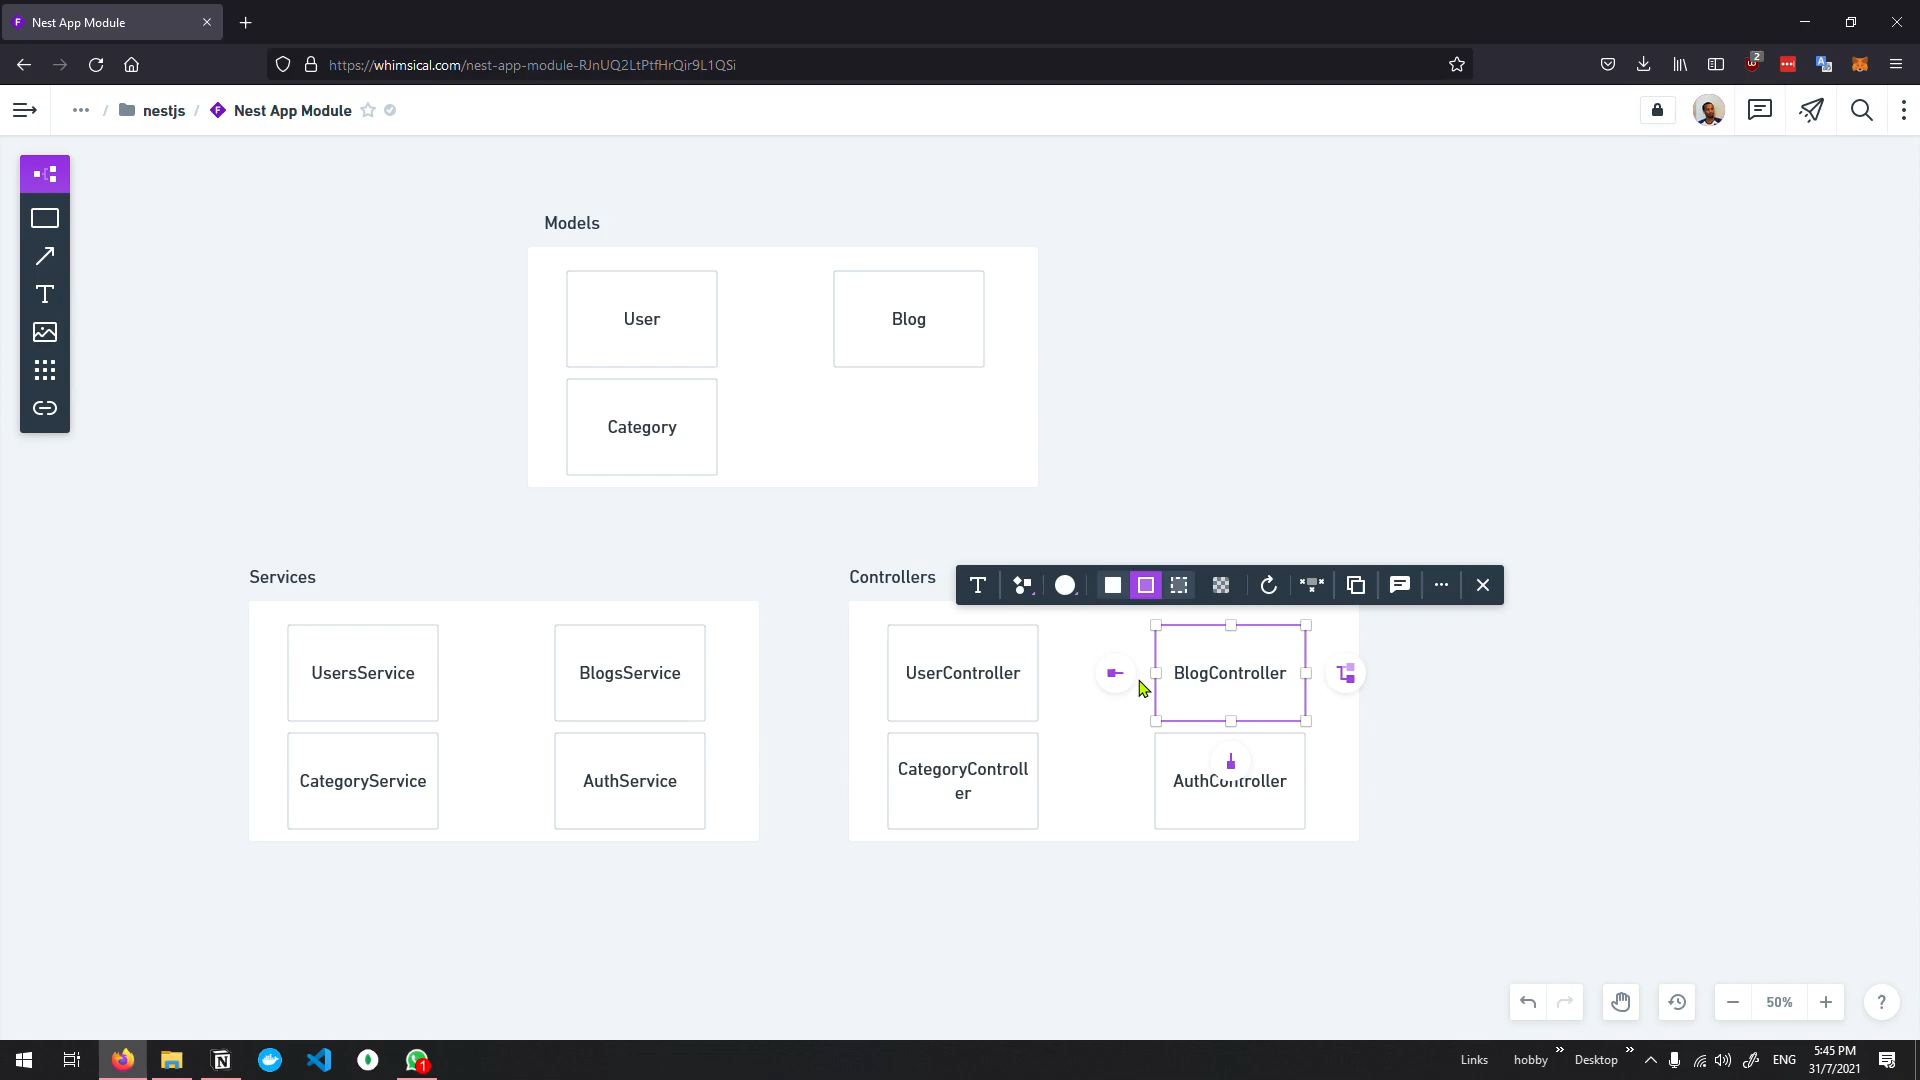 Nest App Module
2
https://whimsical.com/nest-app-module-RJnUQ2LtPtfHrQir9L1QSi
••• / nestjs / Nest App Module
Models
User
Blog
Category
Services
Controllers
UsersService
BlogsService
CategoryService
AuthService
UserController
BlogController
CategoryControll
er
AuthController
50%
?
1
Links
hobby
Desktop
ENG
5:45 PM
31/7/2021